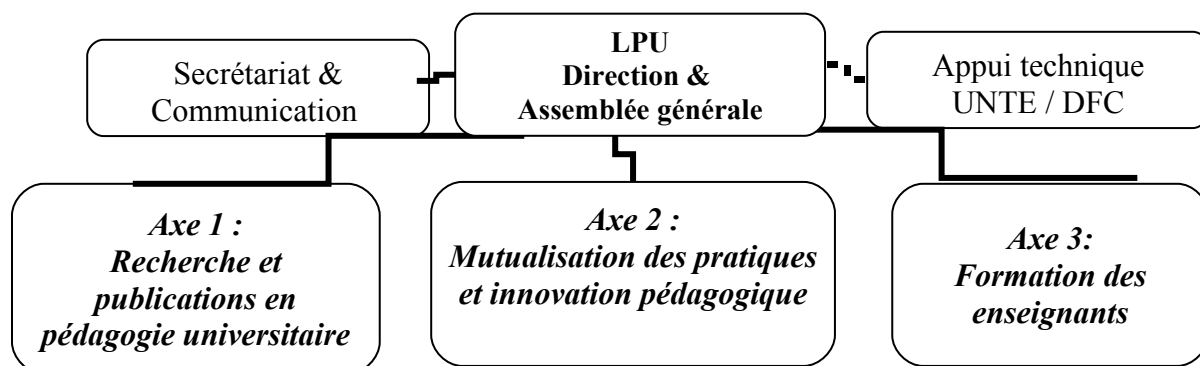 Secrétariat &
Communication
LPU
Direction &
Assemblée générale
Appui technique
UNTE / DFC
Axe 1 :
Recherche et
publications en
pédagogie universitaire
Axe 2 :
Mutualisation des pratiques
et innovation pédagogique
Axe 3:
Formation des
enseignants